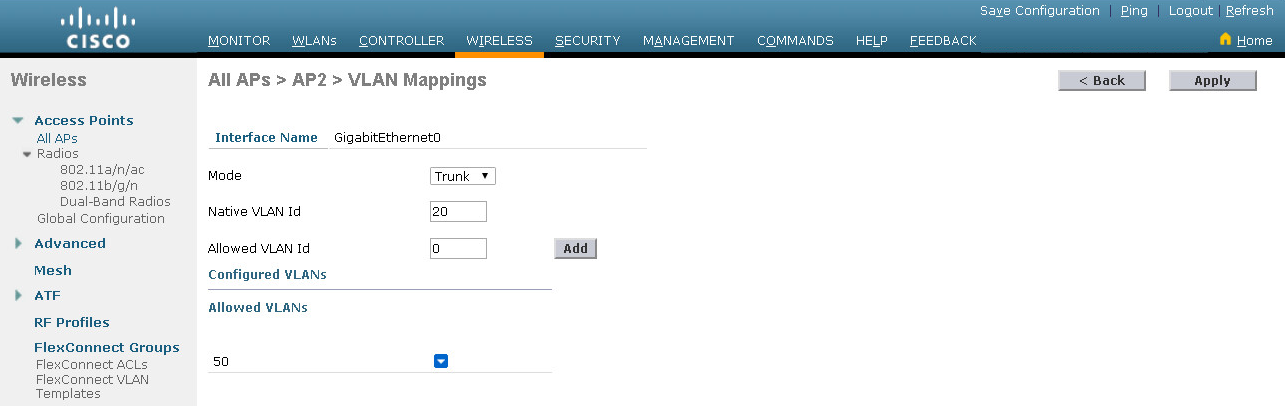 Save Configuration | Ping | Logout | Refresh
CISCO
MONITOR WLANs CONTROLLER WIRELESS SECURITY MANAGEMENT COMMANDS HELP FEEDBACK Home
Wireless
All APs > AP2 > VLAN Mappings
< Back Apply
Access Points
All APs
Radios
802.11a/n/ac
802.11b/g/n
Dual-Band Radios
Global Configuration
Advanced
Mesh
ATF
RF Profiles
FlexConnect Groups
FlexConnect ACLs
FlexConnect VLAN
Templates
Interface Name GigabitEthernet0
Mode Trunk
Native VLAN Id 20
Allowed VLAN Id 0 Add
Configured VLANs
Allowed VLANs
50